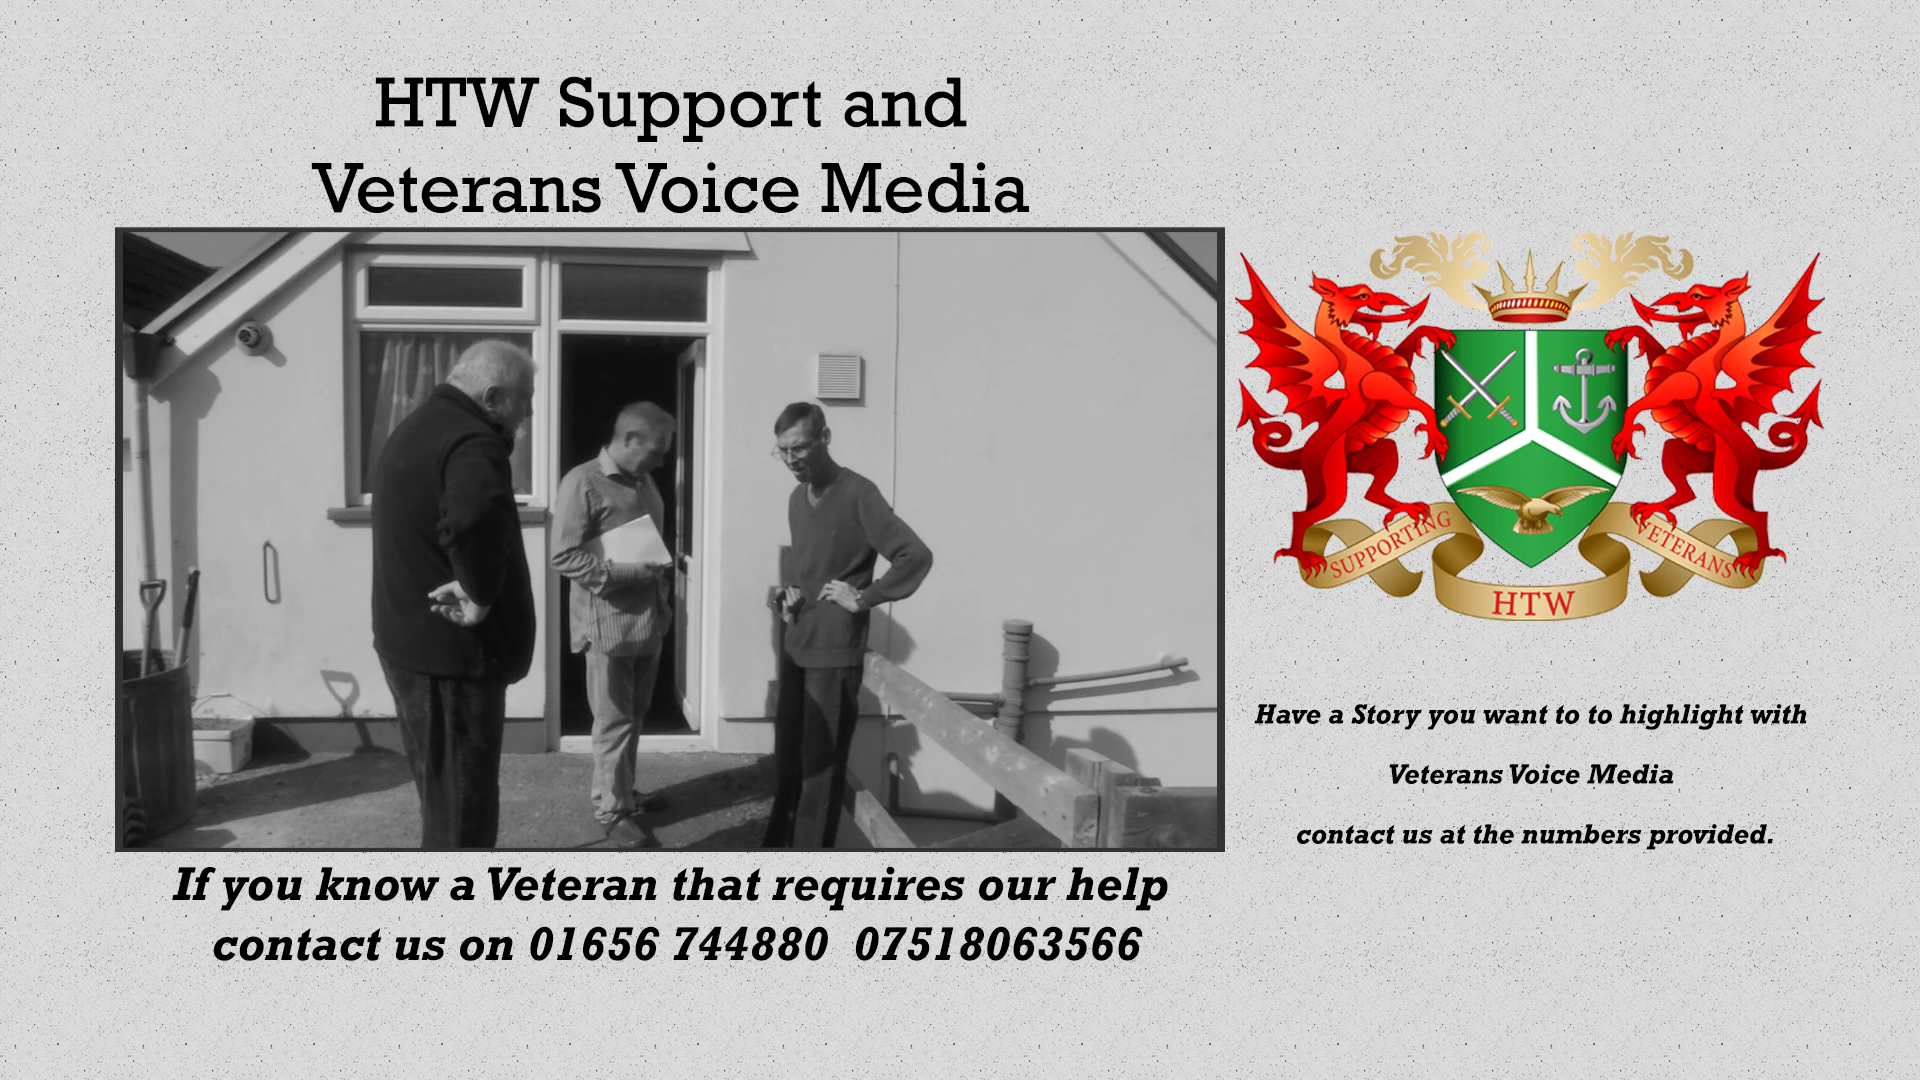 HTW Support and
Veterans Voice Media
SUPPORTING
VETERANS
HTW
Have a Story you want to to highlight with
Veterans Voice Media
contact us at the numbers provided.
If you know a Veteran that requires our help
contact us on 01656 744880 07518063566